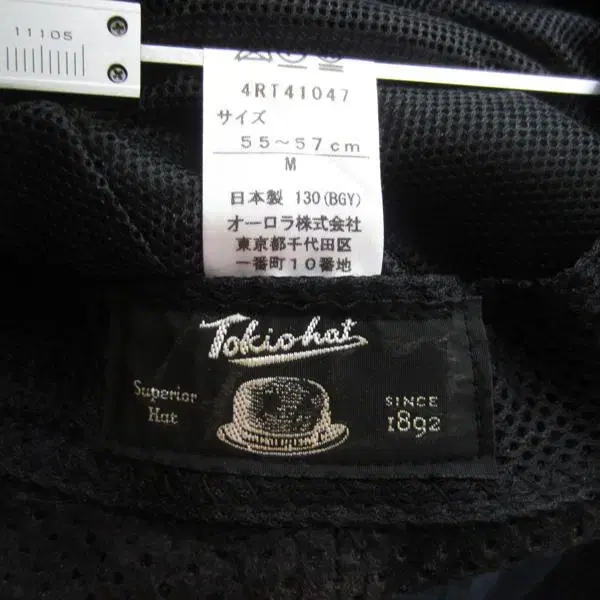 11105
4RT41047
サイズ
55~57cm
M
日本製 130(BGY)
オーロラ株式会社
東京都千代田区
一番町10番地
Tokiohat
Superior
Hat
SINCE
1892